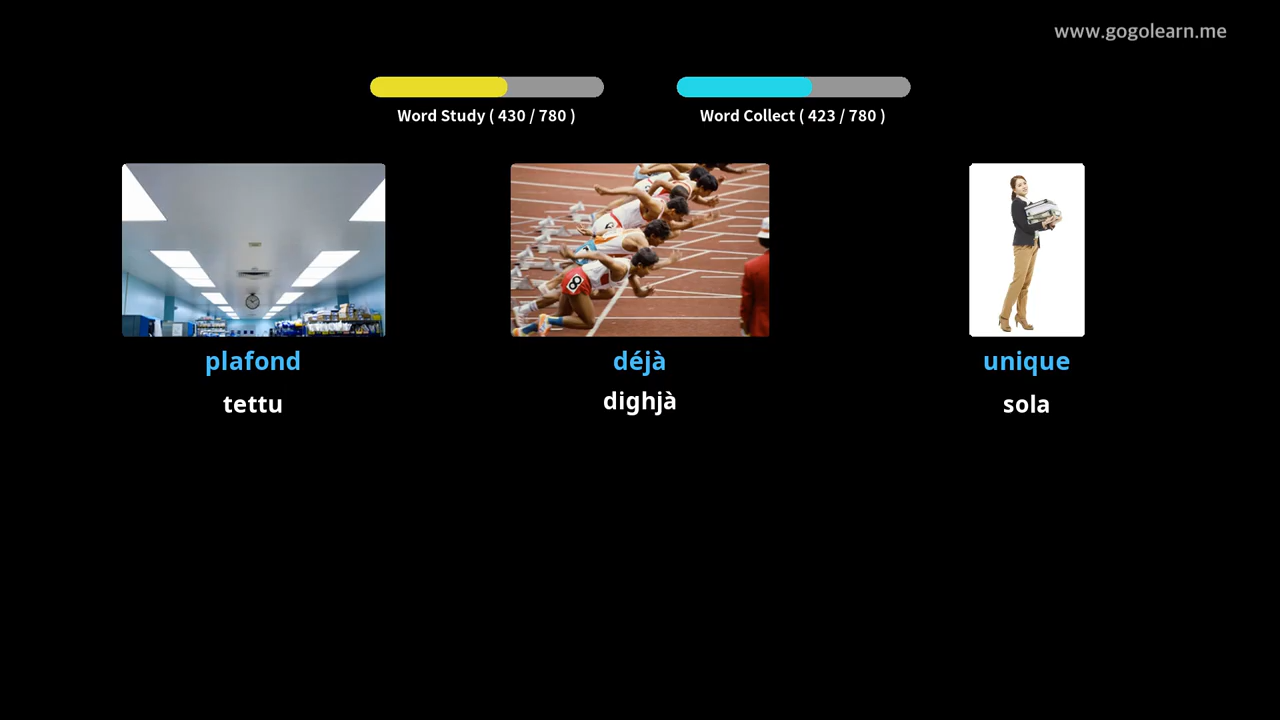 www.gogolearn.me
Word Study ( 430 / 780 )
Word Collect ( 423 / 780 )
plafond
déjà
unique
tettu
dighjà
sola